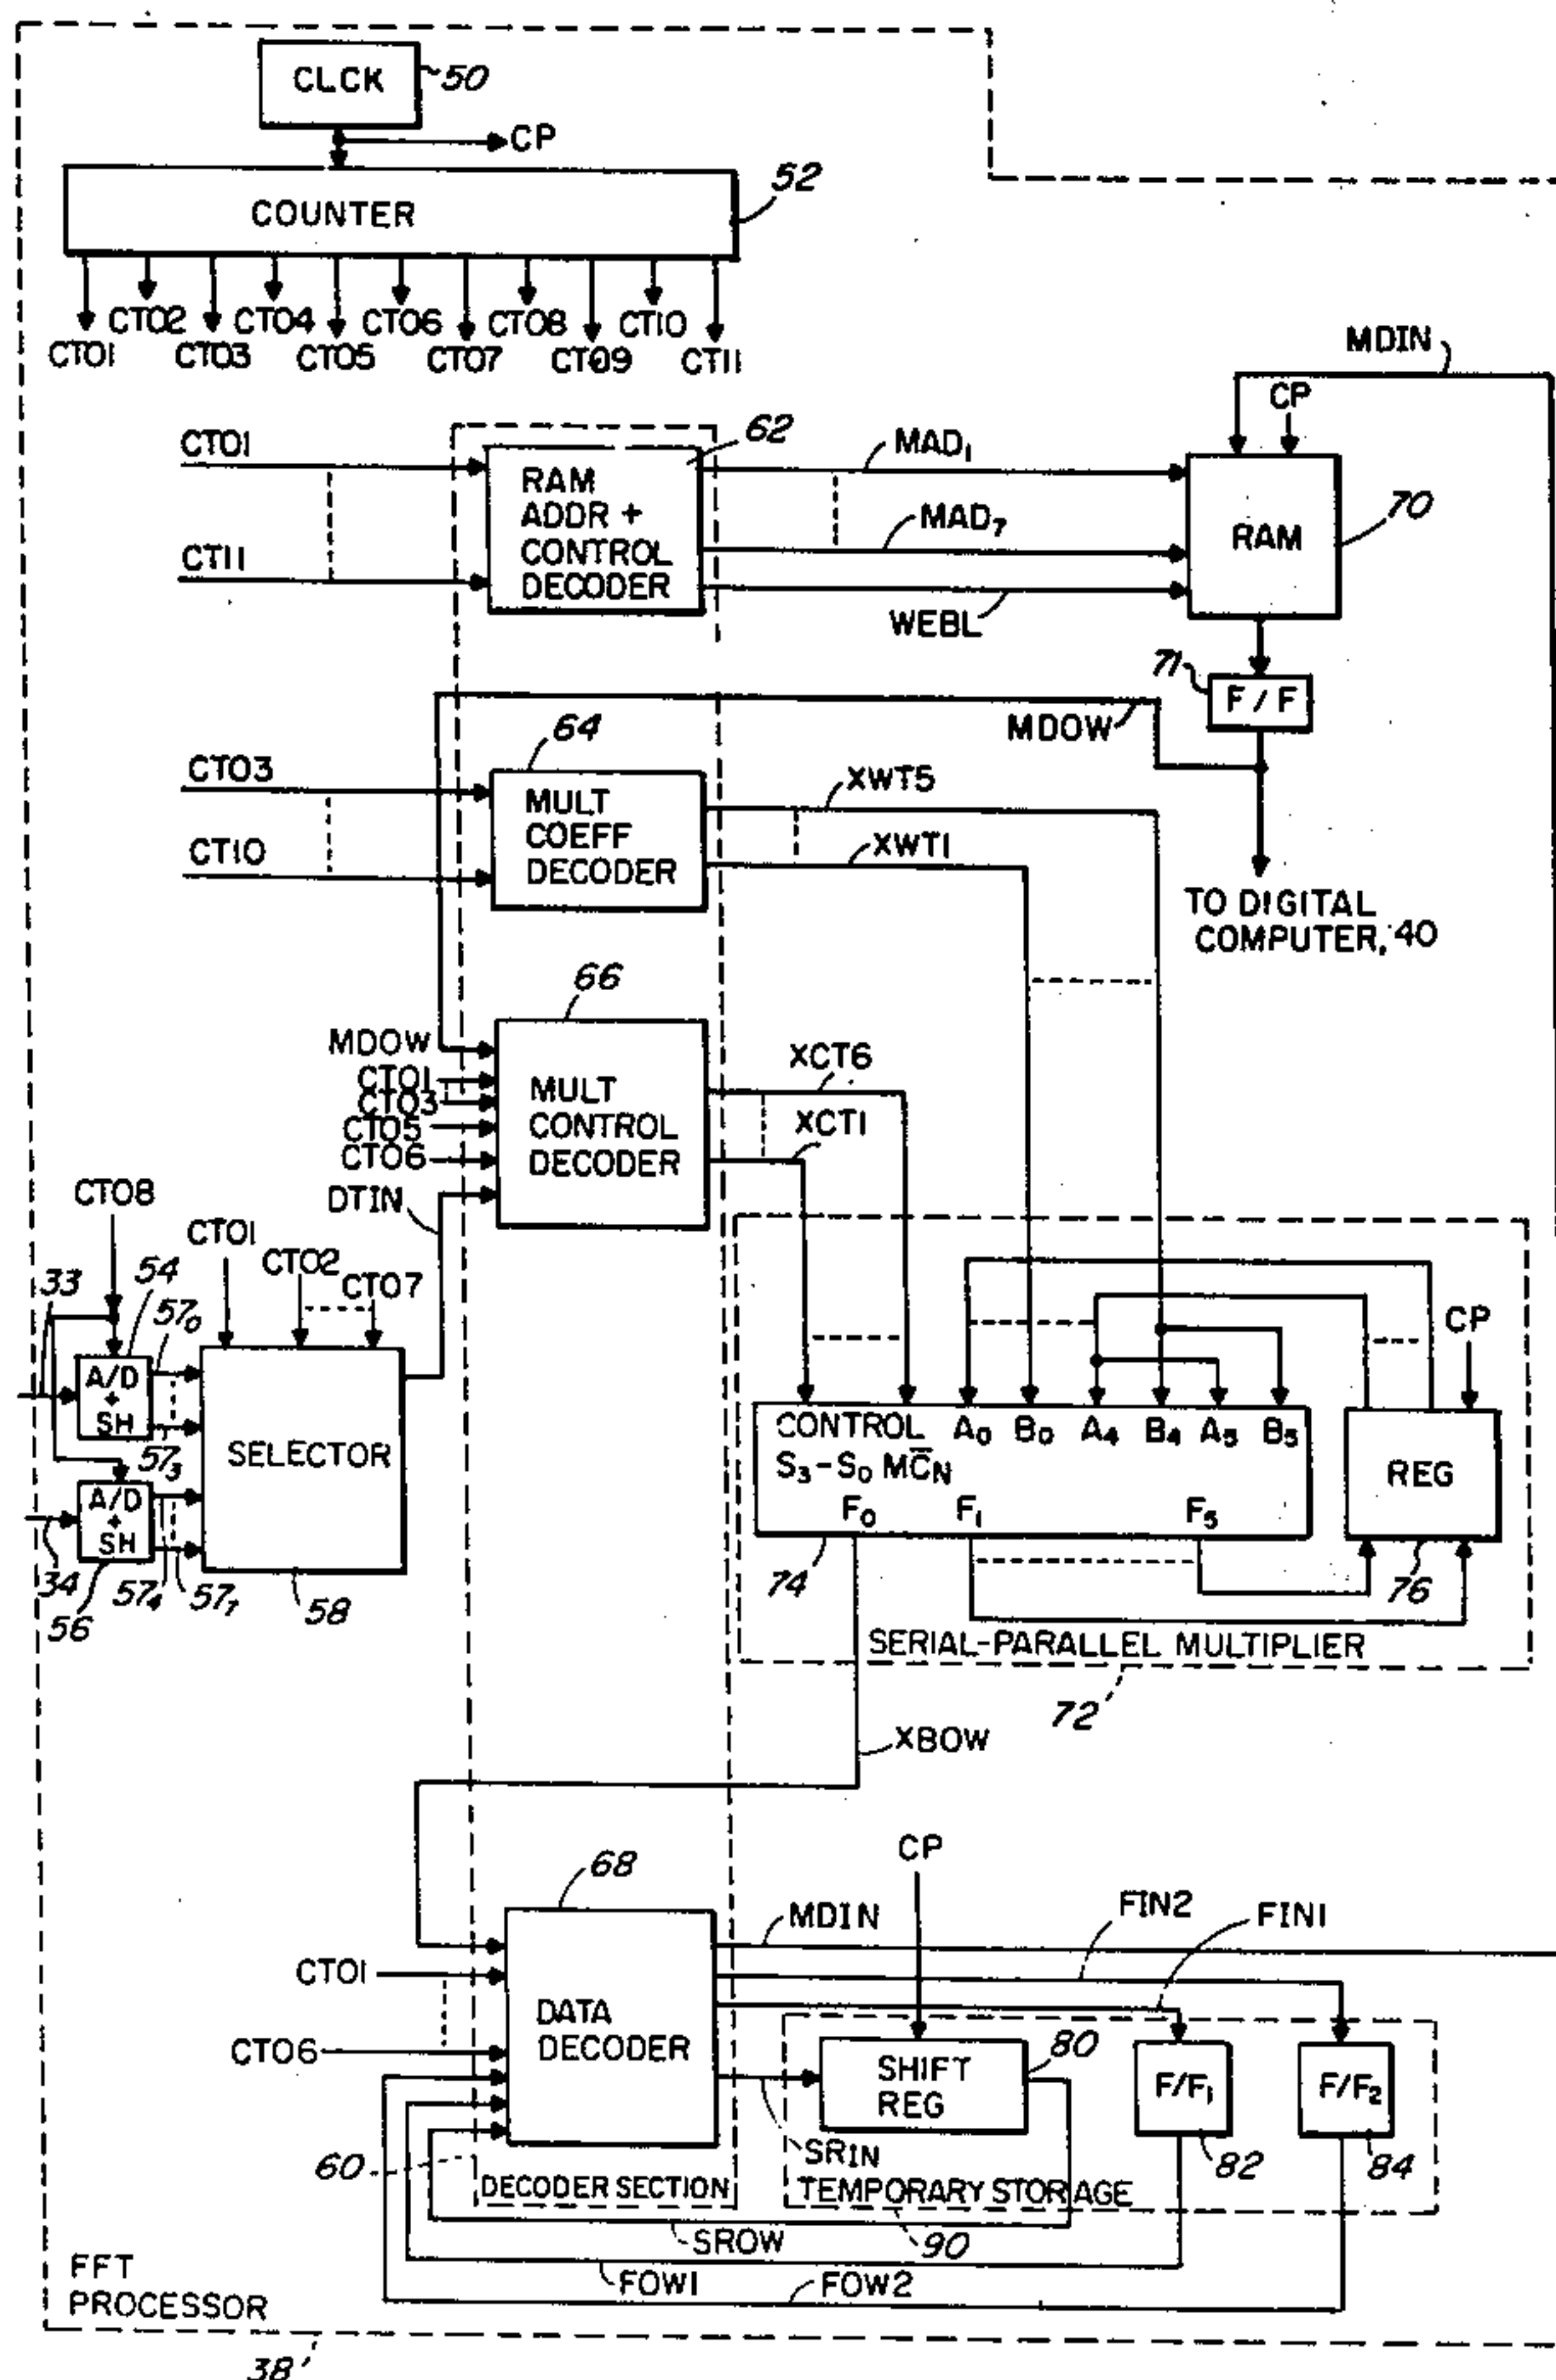 CLCK
50
CP
COUNTER
52
CT01
CT02
CT03
CT04
CT05
CT06
CT07
CT08
CT09
CT10
CT11
MDIN
CP
CT01
CT11
62
RAM
ADDR +
CONTROL
DECODER
MAD1
MAD7
WEBL
RAM
70
71
F/F
MDOW
TO DIGITAL
COMPUTER, 40
CT03
CT10
64
MULT
COEFF
DECODER
XWT5
XWT1
66
MDOW
CT01
CT03
CT05
CT06
DTIN
MULT
CONTROL
DECODER
XCT6
XCT1
CT08
CT01
CT02
CT07
33
54
570
A/D
+
SH
573
A/D
+
SH
34
56
574
577
SELECTOR
58
CONTROL
S3-S0 MC̅N
A0 B0 A4 B4 A5 B5
F0 F1 F5
74
CP
REG
76
SERIAL-PARALLEL MULTIPLIER
72
XBOW
68
CT01
CT06
DATA
DECODER
CP
MDIN
FIN2
FIN1
SHIFT
REG
80
F/F1
82
F/F2
84
SRIN
60
DECODER SECTION
TEMPORARY STORAGE
90
SROW
FOW1
FOW2
FFT
PROCESSOR
38'